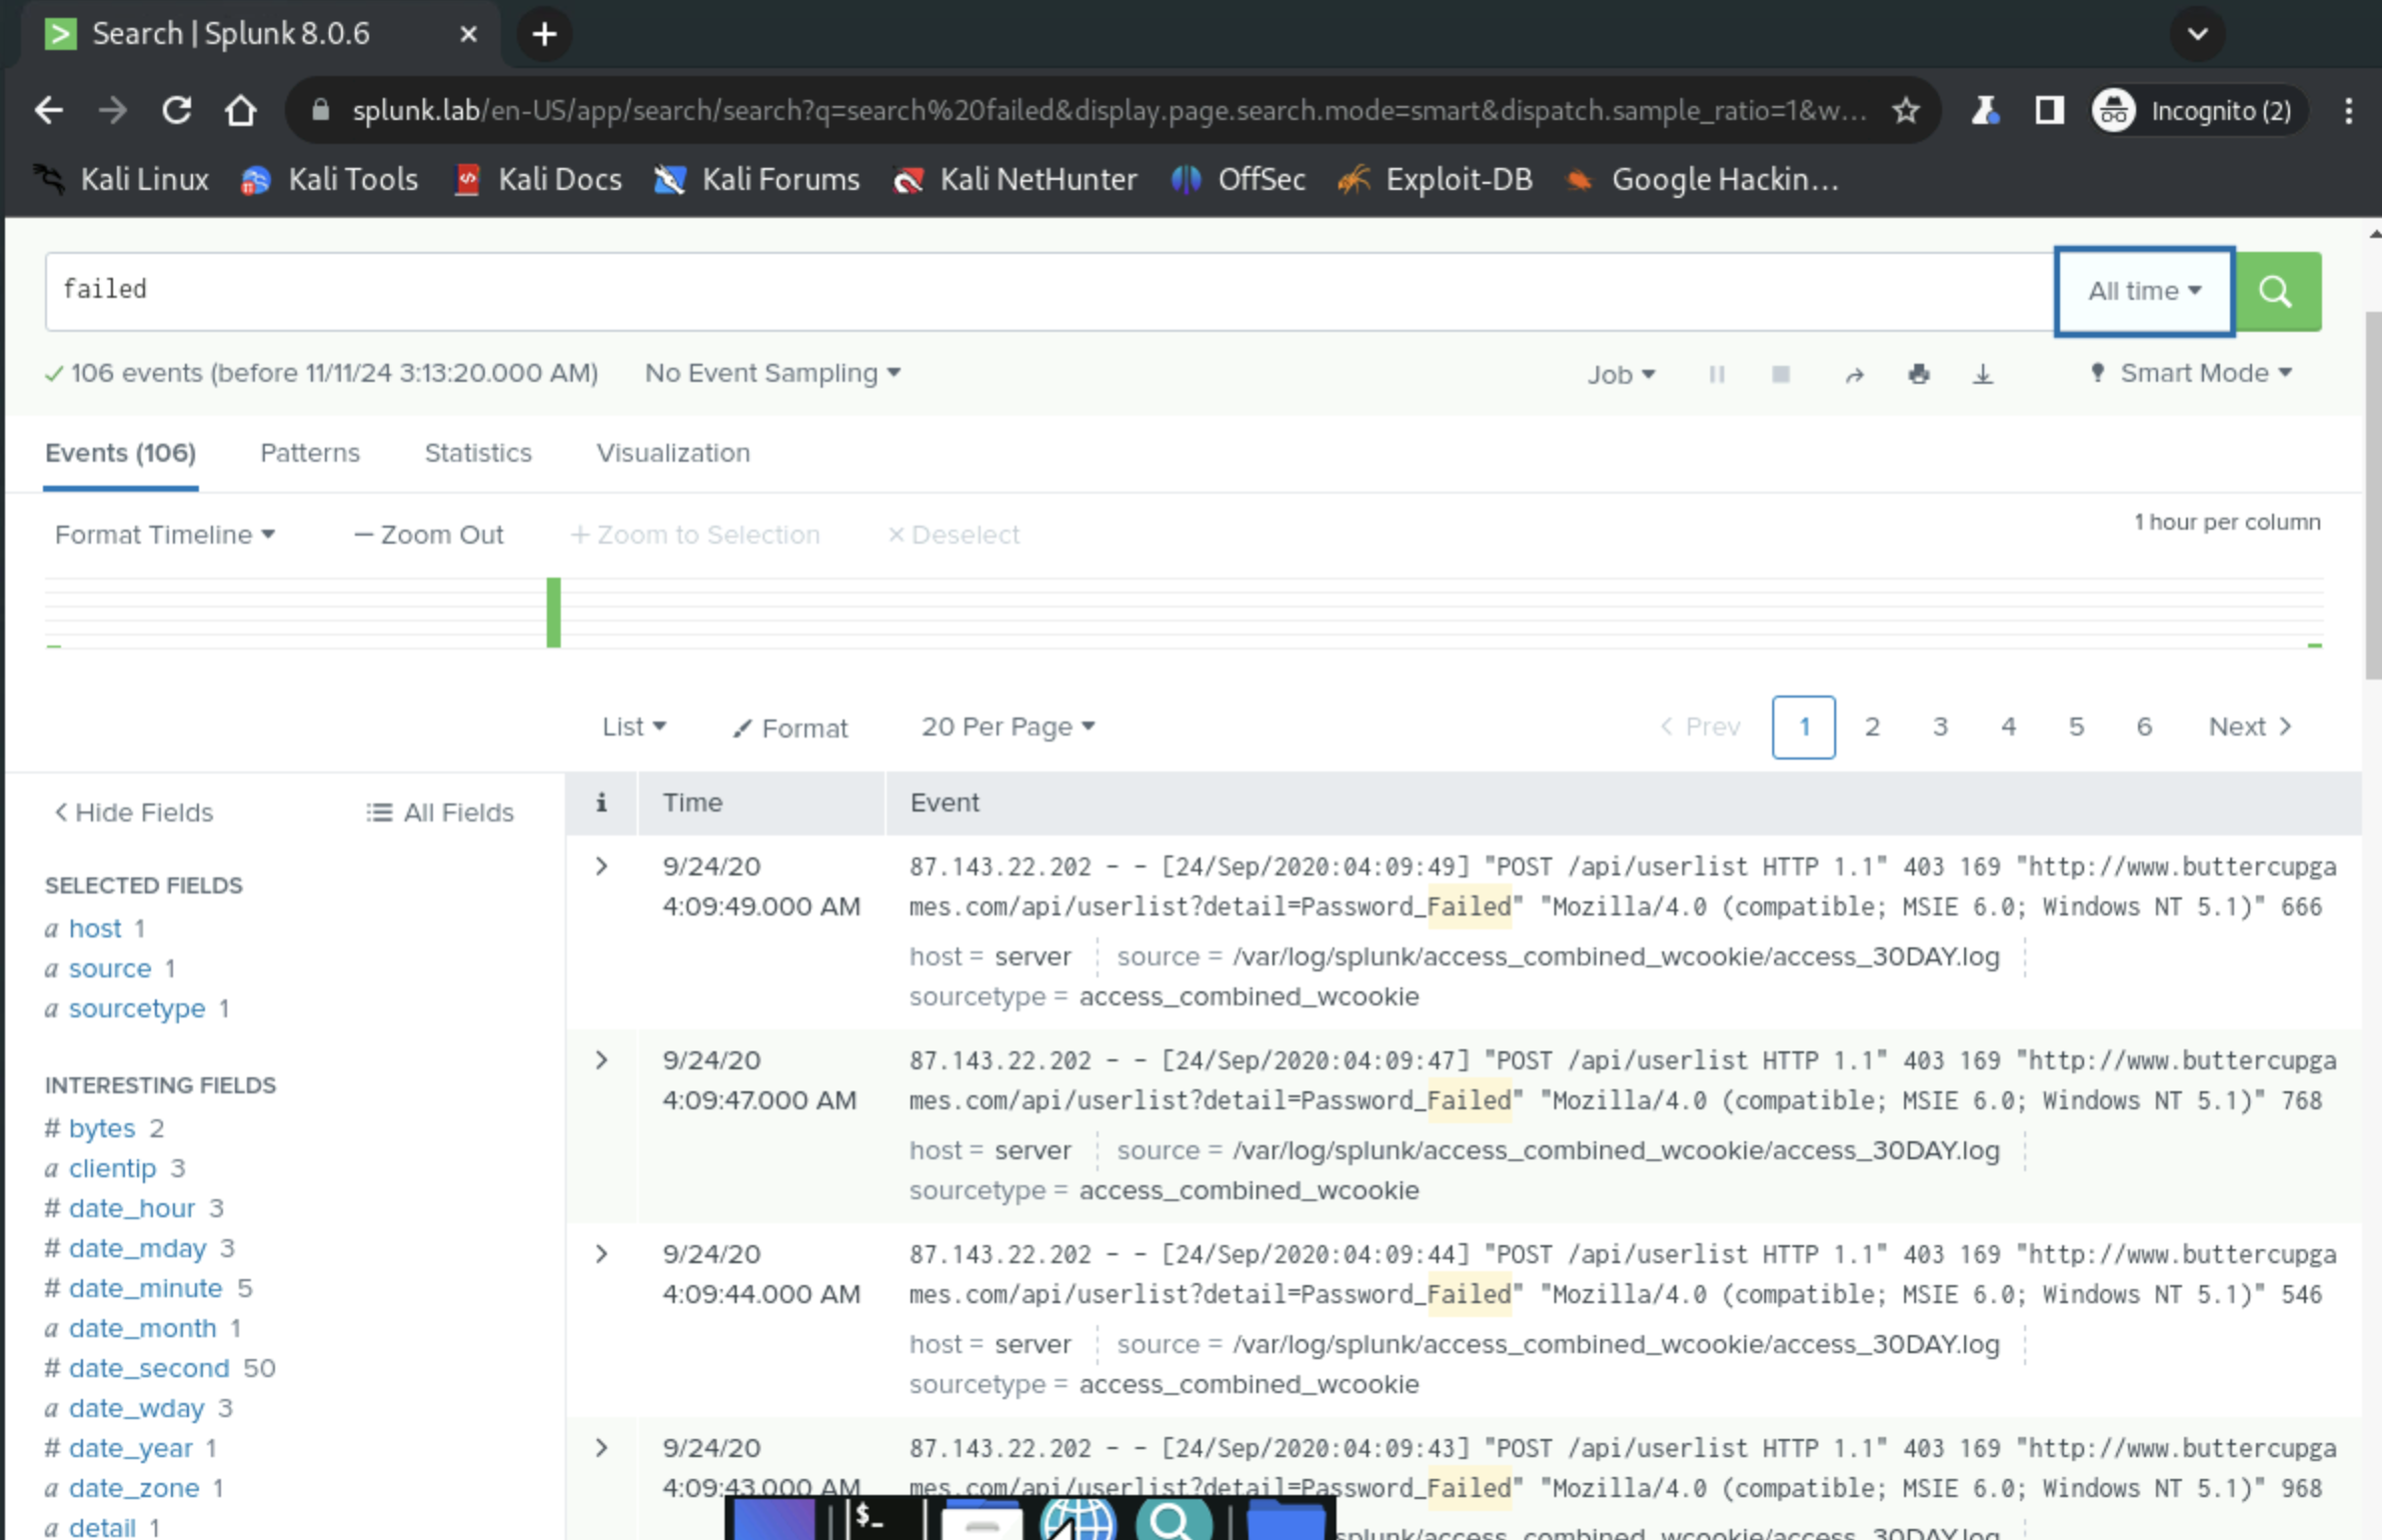 Search | Splunk 8.0.6
splunk.lab/en-US/app/search/search?q=search%20failed&display.page.search.mode=smart&dispatch.sample_ratio=1&w...
Incognito (2)
Kali Linux Kali Tools Kali Docs Kali Forums Kali NetHunter OffSec Exploit-DB Google Hackin...
failed
All time
106 events (before 11/11/24 3:13:20.000 AM) No Event Sampling Job Smart Mode
Events (106) Patterns Statistics Visualization
Format Timeline — Zoom Out + Zoom to Selection × Deselect 1 hour per column
List Format 20 Per Page < Prev 1 2 3 4 5 6 Next >
< Hide Fields All Fields
SELECTED FIELDS
a host 1
a source 1
a sourcetype 1
INTERESTING FIELDS
# bytes 2
a clientip 3
# date_hour 3
# date_mday 3
# date_minute 5
a date_month 1
# date_second 50
a date_wday 3
# date_year 1
a date_zone 1
a detail 1
i Time Event
9/24/20
4:09:49.000 AM
87.143.22.202 - - [24/Sep/2020:04:09:49] "POST /api/userlist HTTP 1.1" 403 169 "http://www.buttercupga
mes.com/api/userlist?detail=Password_Failed" "Mozilla/4.0 (compatible; MSIE 6.0; Windows NT 5.1)" 666
host = server source = /var/log/splunk/access_combined_wcookie/access_30DAY.log
sourcetype = access_combined_wcookie
9/24/20
4:09:47.000 AM
87.143.22.202 - - [24/Sep/2020:04:09:47] "POST /api/userlist HTTP 1.1" 403 169 "http://www.buttercupga
mes.com/api/userlist?detail=Password_Failed" "Mozilla/4.0 (compatible; MSIE 6.0; Windows NT 5.1)" 768
host = server source = /var/log/splunk/access_combined_wcookie/access_30DAY.log
sourcetype = access_combined_wcookie
9/24/20
4:09:44.000 AM
87.143.22.202 - - [24/Sep/2020:04:09:44] "POST /api/userlist HTTP 1.1" 403 169 "http://www.buttercupga
mes.com/api/userlist?detail=Password_Failed" "Mozilla/4.0 (compatible; MSIE 6.0; Windows NT 5.1)" 546
host = server source = /var/log/splunk/access_combined_wcookie/access_30DAY.log
sourcetype = access_combined_wcookie
9/24/20
4:09:43.000 AM
87.143.22.202 - - [24/Sep/2020:04:09:43] "POST /api/userlist HTTP 1.1" 403 169 "http://www.buttercupga
mes.com/api/userlist?detail=Password_Failed" "Mozilla/4.0 (compatible; MSIE 6.0; Windows NT 5.1)" 968
splunk/access_combined_wcookie/access_30DAY.log
$_